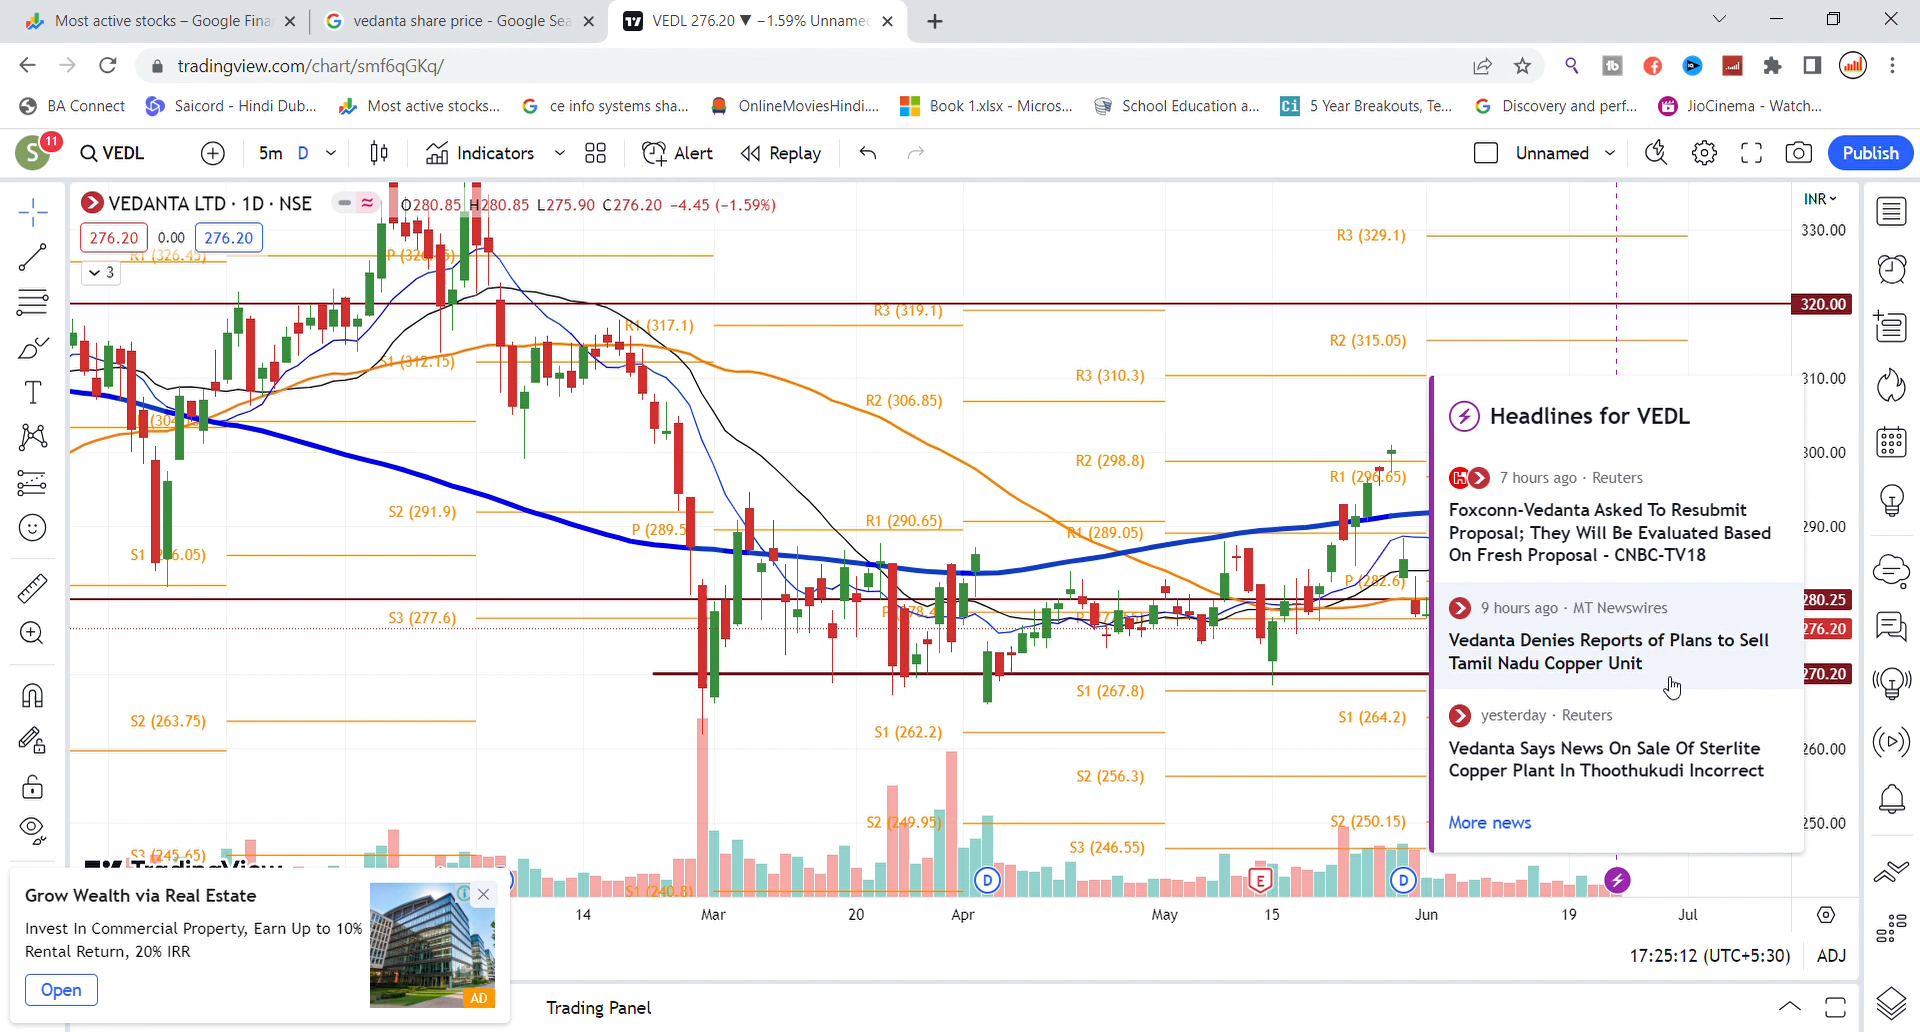 Most active stocks – Google Fina
vedanta share price - Google Sea
VEDL 276.20 ▼ −1.59% Unname
tradingview.com/chart/smf6qGKq/
BA Connect
Saicord - Hindi Dub...
Most active stocks...
ce info systems sha...
OnlineMoviesHindi....
Book 1.xlsx - Micros...
School Education a...
5 Year Breakouts, Te...
Discovery and perf...
JioCinema - Watch...
S
11
VEDL
5m
D
Indicators
Alert
Replay
Unnamed
Publish
VEDANTA LTD · 1D · NSE
O280.85 H280.85 L275.90 C276.20 −4.45 (−1.59%)
276.20
0.00
276.20
3
INR
330.00
320.00
310.00
300.00
290.00
280.25
276.20
270.20
260.00
250.00
R1 (326.45)
S2 (263.75)
S3 (245.65)
S1 (312.15)
S2 (291.9)
S3 (277.6)
R1 (317.1)
S1 (240.8)
R3 (319.1)
R2 (306.85)
R1 (290.65)
S1 (262.2)
S2 (249.95)
R3 (310.3)
R2 (298.8)
R1 (289.05)
S1 (267.8)
S2 (256.3)
S3 (246.55)
R3 (329.1)
R2 (315.05)
R1 (296.65)
P (282.6)
S1 (264.2)
S2 (250.15)
Headlines for VEDL
7 hours ago · Reuters
Foxconn-Vedanta Asked To Resubmit
Proposal; They Will Be Evaluated Based
On Fresh Proposal - CNBC-TV18
9 hours ago · MT Newswires
Vedanta Denies Reports of Plans to Sell
Tamil Nadu Copper Unit
yesterday · Reuters
Vedanta Says News On Sale Of Sterlite
Copper Plant In Thoothukudi Incorrect
More news
TradingView
D
E
D
14
Mar
20
Apr
May
15
Jun
19
Jul
17:25:12 (UTC+5:30)
ADJ
Grow Wealth via Real Estate
Invest In Commercial Property, Earn Up to 10%
Rental Return, 20% IRR
Open
AD
Trading Panel